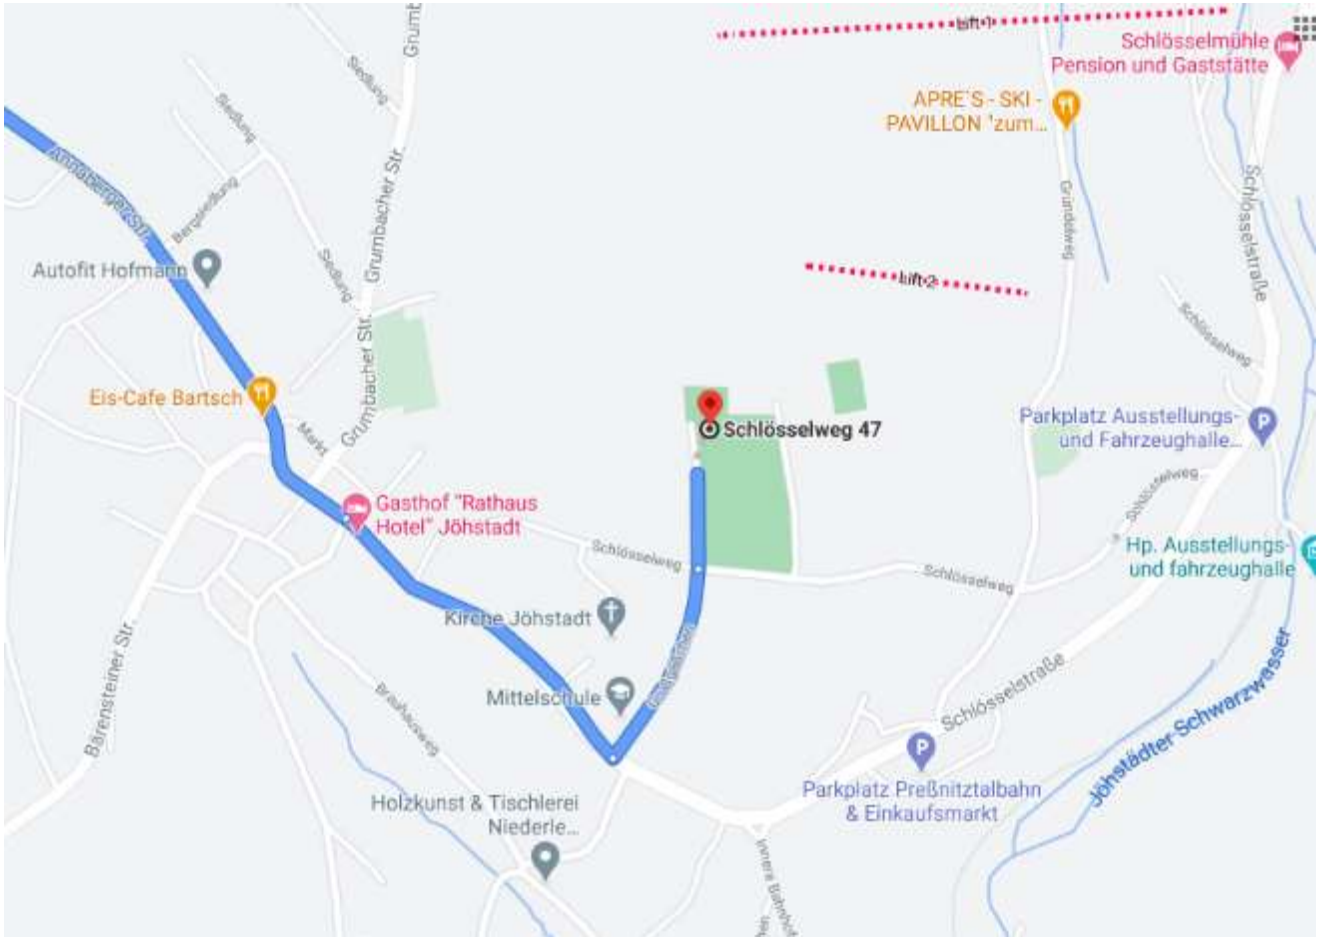 Grumb
Lift 1
Schlösselmühle
Pension und Gaststätte
Siedlung
APRE´S - SKI -
PAVILLON 'zum...
Siedlung
Annaberger Str.
Grumbacher Str.
Bergsiedlung
Gründelweg
Schlösselstraße
Autofit Hofmann
Siedlung
Lift 2
Schlösselweg
Grumbacher Str.
Eis-Cafe Bartsch
Markt
Schlösselweg 47
Parkplatz Ausstellungs-
und Fahrzeughalle...
Gasthof "Rathaus
Hotel" Jöhstadt
Schlösselweg
Schlösselweg
Schlösselweg
Hp. Ausstellungs-
und fahrzeughalle
Kirche Jöhstadt
Mittelschule
Bärensteiner Str.
Brauhausweg
Schlösselstraße
Jöhstädter Schwarzwasser
Parkplatz Preßnitztalbahn
& Einkaufsmarkt
Holzkunst & Tischlerei
Niederle...
Innere Bahnhof